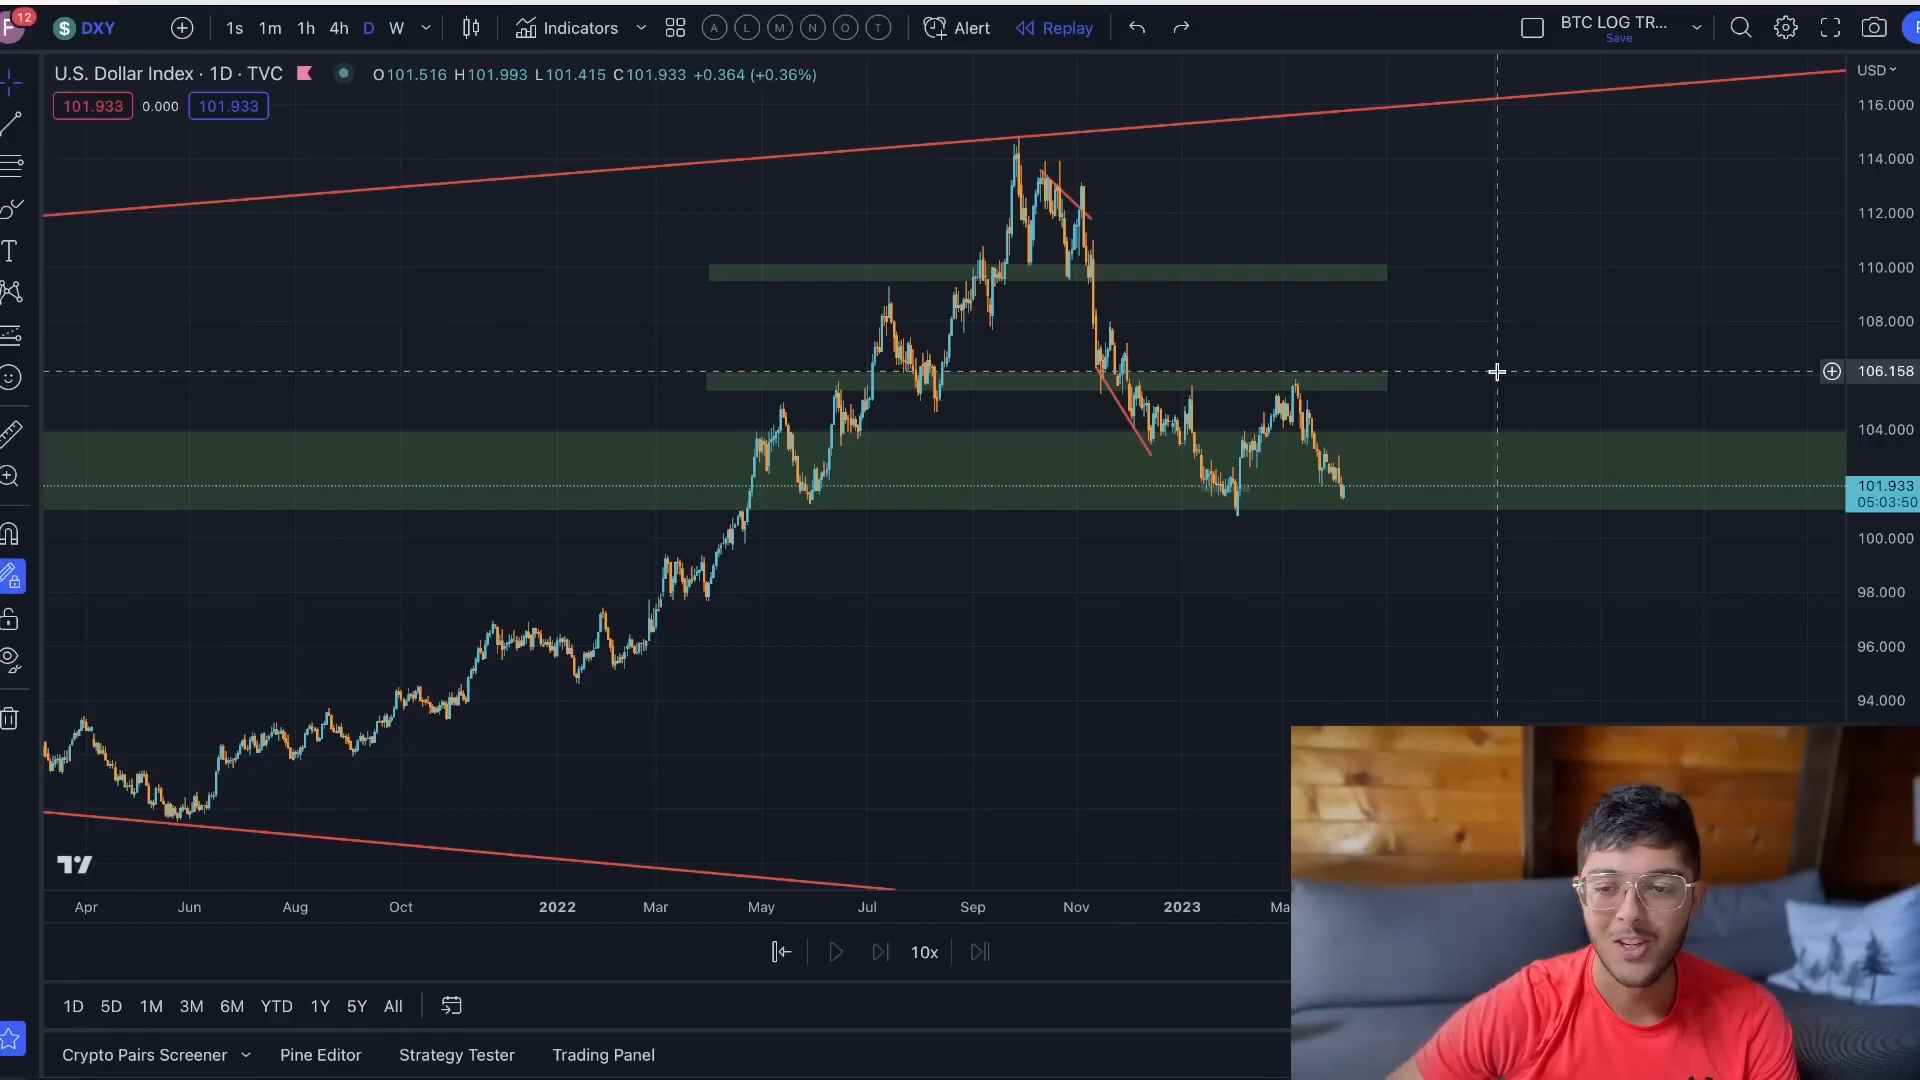 12
F
$ DXY
1s 1m 1h 4h D W
Indicators
A L M N O T
Alert
Replay
BTC LOG TR...
Save
U.S. Dollar Index · 1D · TVC
O101.516 H101.993 L101.415 C101.933 +0.364 (+0.36%)
101.933 0.000 101.933
USD
116.000
114.000
112.000
110.000
108.000
106.158
104.000
101.933
05:03:50
100.000
98.000
96.000
94.000
Apr Jun Aug Oct 2022 Mar May Jul Sep Nov 2023 Ma
10x
1D 5D 1M 3M 6M YTD 1Y 5Y All
Crypto Pairs Screener Pine Editor Strategy Tester Trading Panel